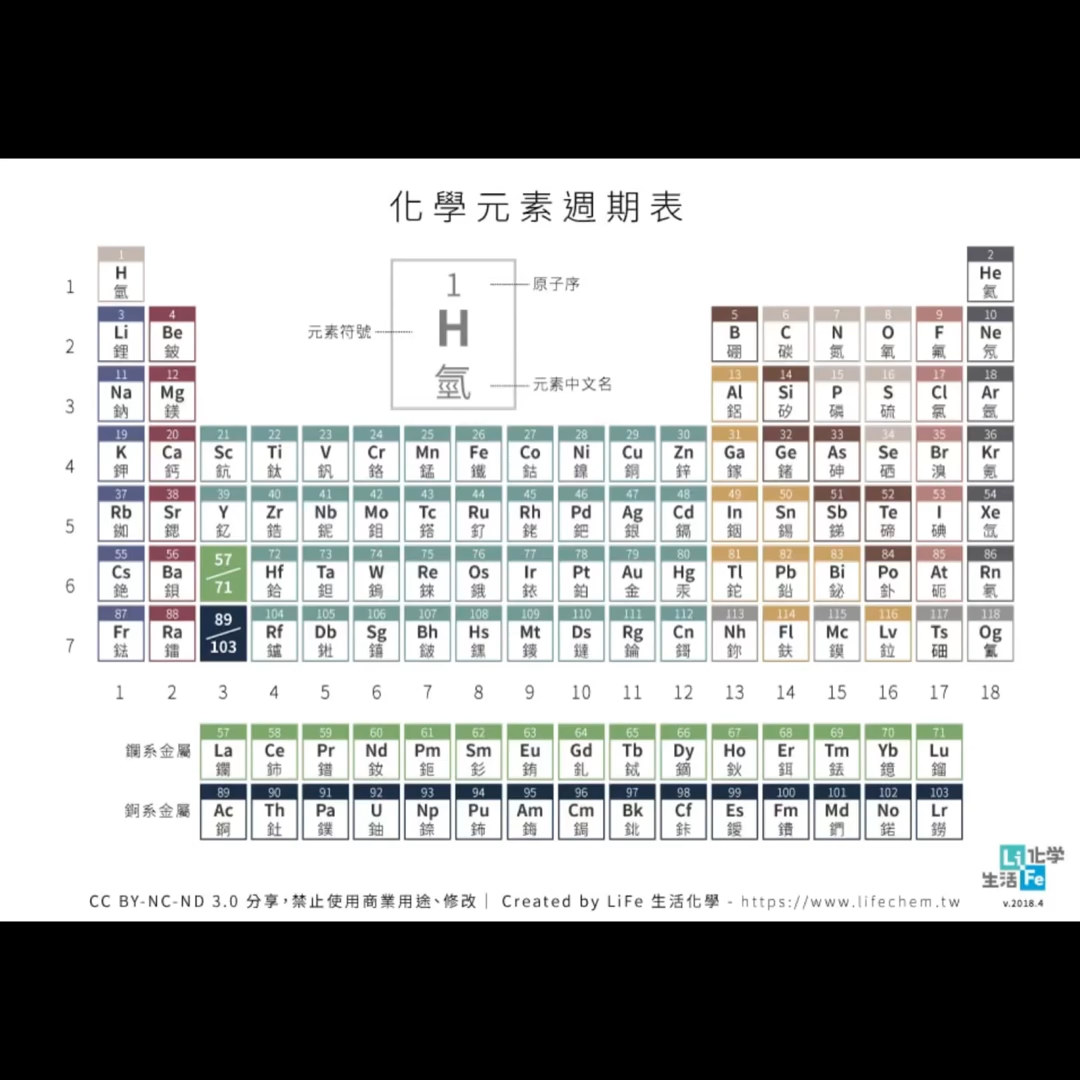 化學元素週期表
1 原子序
元素符號 H
氫 元素中文名
1 2
1 H He
氫 氦
3 4 5 6 7 8 9 10
2 Li Be B C N O F Ne
鋰 鈹 硼 碳 氮 氧 氟 氖
11 12 13 14 15 16 17 18
3 Na Mg Al Si P S Cl Ar
鈉 鎂 鋁 矽 磷 硫 氯 氬
19 20 21 22 23 24 25 26 27 28 29 30 31 32 33 34 35 36
4 K Ca Sc Ti V Cr Mn Fe Co Ni Cu Zn Ga Ge As Se Br Kr
鉀 鈣 鈧 鈦 釩 鉻 錳 鐵 鈷 鎳 銅 鋅 鎵 鍺 砷 硒 溴 氪
37 38 39 40 41 42 43 44 45 46 47 48 49 50 51 52 53 54
5 Rb Sr Y Zr Nb Mo Tc Ru Rh Pd Ag Cd In Sn Sb Te I Xe
銣 鍶 釔 鋯 鈮 鉬 鎝 釕 銠 鈀 銀 鎘 銦 錫 銻 碲 碘 氙
55 56 57 71 72 73 74 75 76 77 78 79 80 81 82 83 84 85 86
6 Cs Ba Hf Ta W Re Os Ir Pt Au Hg Tl Pb Bi Po At Rn
銫 鋇 鉿 鉭 鎢 錸 鋨 銥 鉑 金 汞 鉈 鉛 鉍 釙 砈 氡
87 88 89 103 104 105 106 107 108 109 110 111 112 113 114 115 116 117 118
7 Fr Ra Rf Db Sg Bh Hs Mt Ds Rg Cn Nh Fl Mc Lv Ts Og
鍅 鐳 鑪 𨧀 𨭎 𨨏 𨭆 䥑 鐽 錀 鎶 鉨 鈇 鏌 鉝
1 2 3 4 5 6 7 8 9 10 11 12 13 14 15 16 17 18
57 58 59 60 61 62 63 64 65 66 67 68 69 70 71
鑭系金屬 La Ce Pr Nd Pm Sm Eu Gd Tb Dy Ho Er Tm Yb Lu
鑭 鈰 鐠 釹 鉕 釤 銪 釓 鋱 鏑 鈥 鉺 銩 鐿 鎦
89 90 91 92 93 94 95 96 97 98 99 100 101 102 103
錒系金屬 Ac Th Pa U Np Pu Am Cm Bk Cf Es Fm Md No Lr
錒 釷 鏷 鈾 錼 鈽 鋂 鋦 鉳 鉲 鑀 鐨 鍆 鍩 鐒
Li 化学
生活 Fe
v.2018.4
CC BY-NC-ND 3.0 分享,禁止使用商業用途、修改｜ Created by LiFe 生活化學 - https://www.lifechem.tw